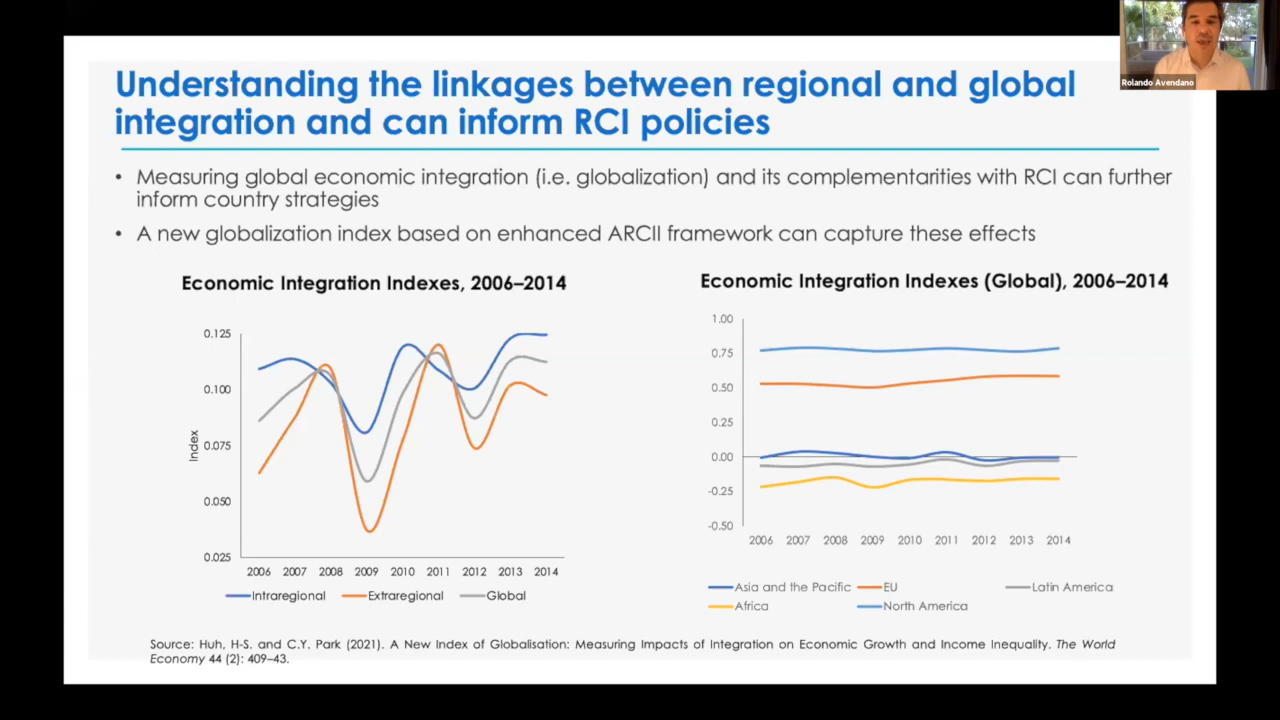 Rolando Avendano
Understanding the linkages between regional and global
integration and can inform RCI policies
• Measuring global economic integration (i.e. globalization) and its complementarities with RCI can further
inform country strategies
• A new globalization index based on enhanced ARCII framework can capture these effects
Economic Integration Indexes, 2006–2014
0.125
0.100
0.075
0.050
0.025
Index
2006 2007 2008 2009 2010 2011 2012 2013 2014
Intraregional Extraregional Global
Economic Integration Indexes (Global), 2006–2014
1.00
0.75
0.50
0.25
0.00
-0.25
-0.50
2006 2007 2008 2009 2010 2011 2012 2013 2014
Asia and the Pacific EU Latin America
Africa North America
Source: Huh, H-S. and C.Y. Park (2021). A New Index of Globalisation: Measuring Impacts of Integration on Economic Growth and Income Inequality. The World
Economy 44 (2): 409–43.